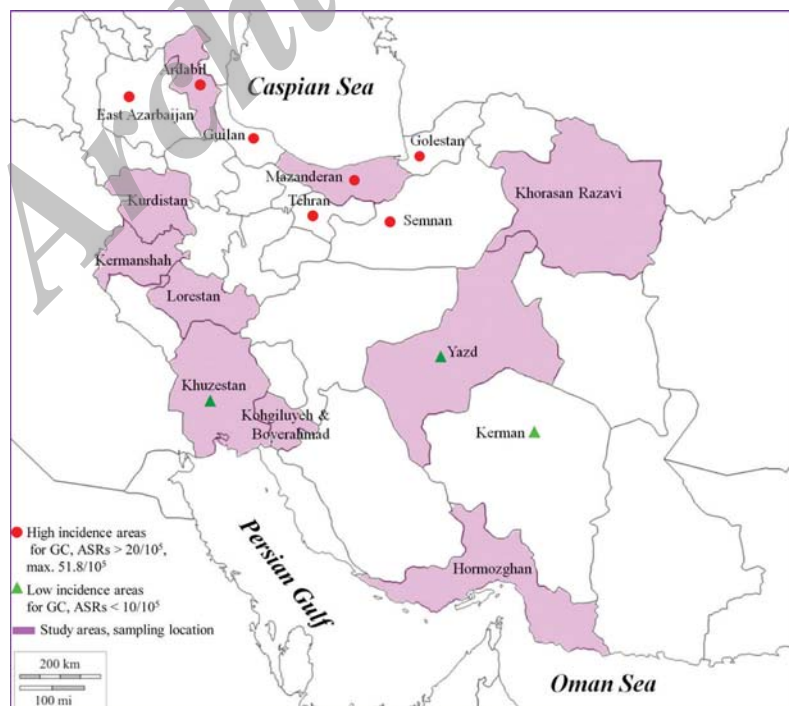 Archi
Ardabil
Caspian Sea
East Azarbaijan
Guilan
Golestan
Mazanderan
Khorasan Razavi
Kurdistan
Tehran
Semnan
Kermanshah
Lorestan
Yazd
Khuzestan
Kohgiluyeh &
Boyerahmad
Kerman
Persian Gulf
High incidence areas
for GC, ASRs > 20/10⁵,
max. 51.8/10⁵
Hormozghan
Low incidence areas
for GC, ASRs < 10/10⁵
Study areas, sampling location
200 km
100 mi
Oman Sea